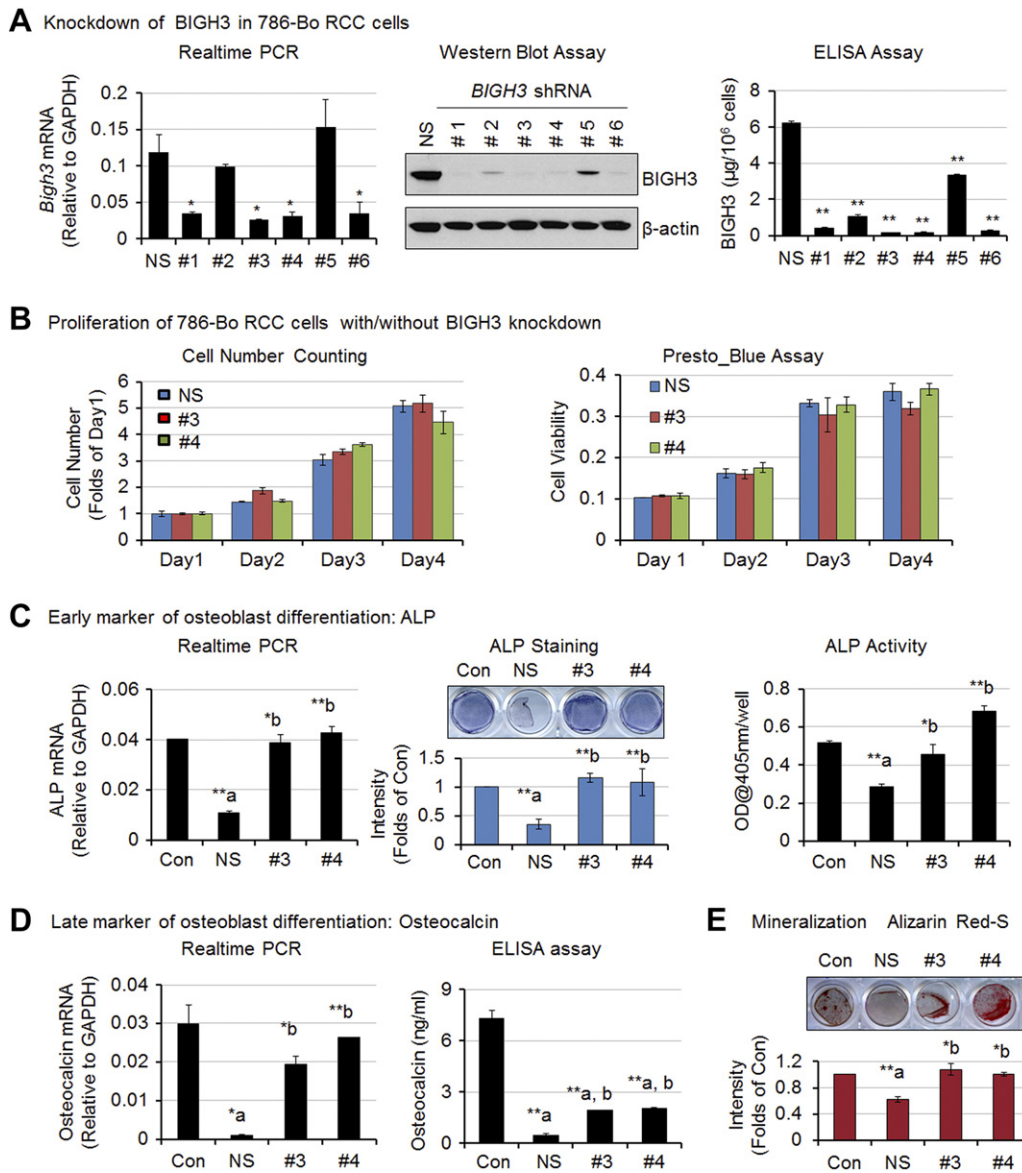 A Knockdown of BIGH3 in 786-Bo RCC cells
Realtime PCR
Bigh3 mRNA
(Relative to GAPDH)
0.2
0.15
0.1
0.05
0
* * * *
NS #1 #2 #3 #4 #5 #6
Western Blot Assay
BIGH3 shRNA
NS #1 #2 #3 #4 #5 #6
BIGH3
β-actin
ELISA Assay
BIGH3 (µg/10⁶ cells)
8
6
4
2
0
** ** ** ** ** **
NS #1 #2 #3 #4 #5 #6
B Proliferation of 786-Bo RCC cells with/without BIGH3 knockdown
Cell Number Counting
Cell Number
(Folds of Day1)
6
5
4
3
2
1
0
NS
#3
#4
Day1 Day2 Day3 Day4
Presto_Blue Assay
Cell Viability
0.4
0.3
0.2
0.1
0
NS
#3
#4
Day 1 Day2 Day3 Day4
C Early marker of osteoblast differentiation: ALP
Realtime PCR
ALP mRNA
(Relative to GAPDH)
0.06
0.04
0.02
0
**a *b **b
Con NS #3 #4
ALP Staining
Con NS #3 #4
Intensity
(Folds of Con)
1.5
1
0.5
0
**a **b **b
Con NS #3 #4
ALP Activity
OD@405nm/well
0.8
0.6
0.4
0.2
0
**a *b **b
Con NS #3 #4
D Late marker of osteoblast differentiation: Osteocalcin
Realtime PCR
Osteocalcin mRNA
(Relative to GAPDH)
0.04
0.03
0.02
0.01
0
*a *b **b
Con NS #3 #4
ELISA assay
Osteocalcin (ng/ml)
9
6
3
0
**a **a, b **a, b
Con NS #3 #4
E Mineralization Alizarin Red-S
Con NS #3 #4
Intensity
(Folds of Con)
1.2
0.8
0.4
0
**a *b *b
Con NS #3 #4